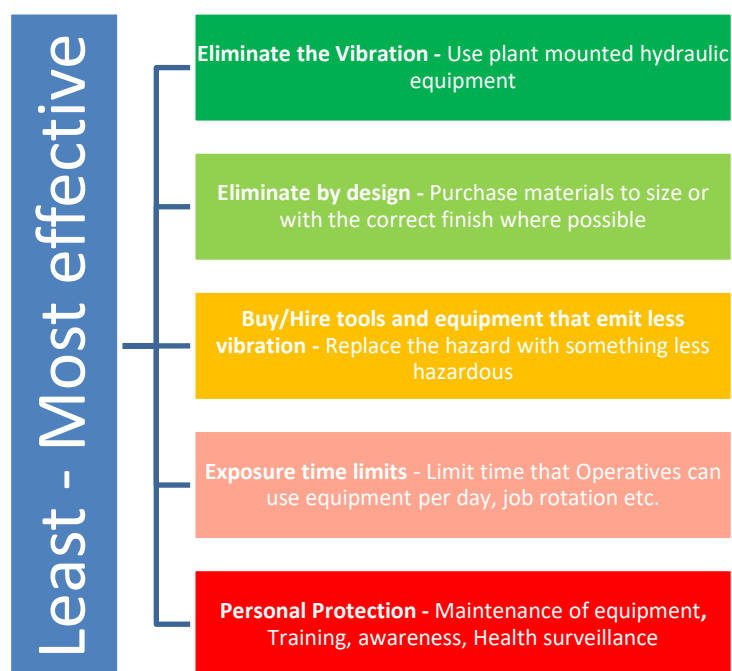 Least - Most effective
Eliminate the Vibration - Use plant mounted hydraulic
equipment
Eliminate by design - Purchase materials to size or
with the correct finish where possible
Buy/Hire tools and equipment that emit less
vibration - Replace the hazard with something less
hazardous
Exposure time limits - Limit time that Operatives can
use equipment per day, job rotation etc.
Personal Protection - Maintenance of equipment,
Training, awareness, Health surveillance